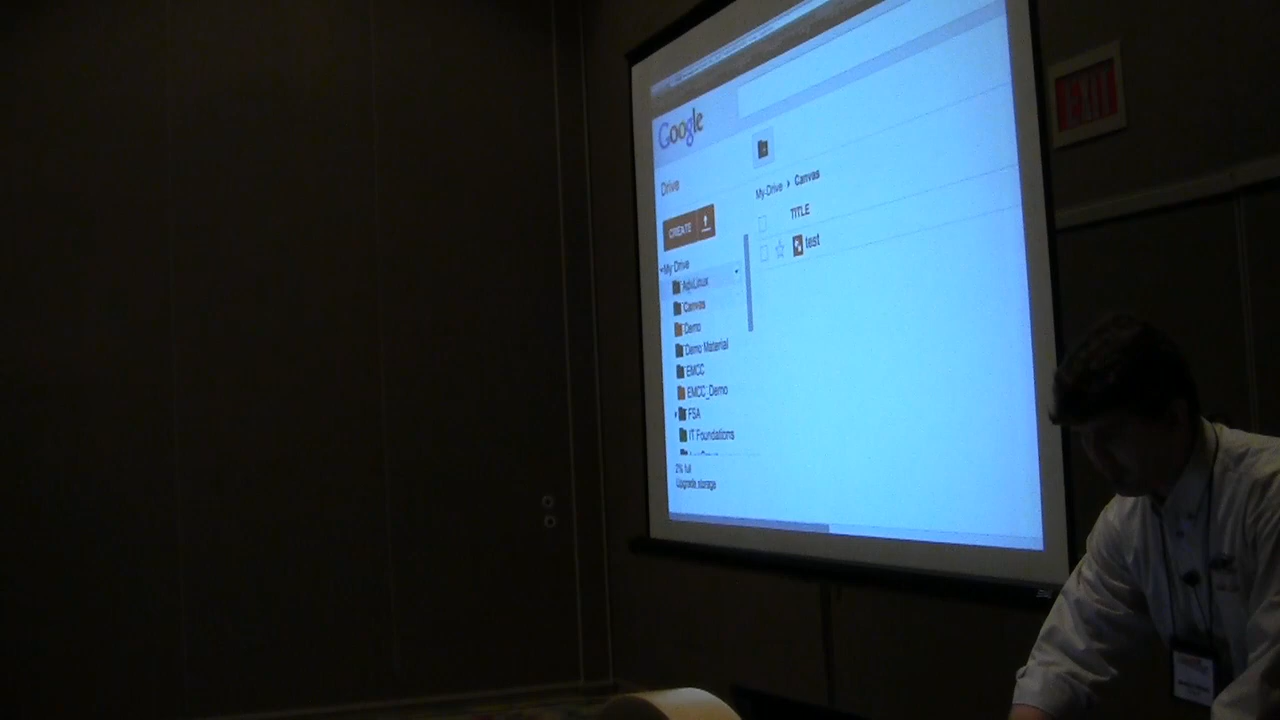 EXIT
Google
Drive
CREATE
My Drive
AdvLinux
Canvas
Demo
Demo Material
EMCC
EMCC_Demo
FSA
IT Foundations
2% full
Upgrade storage
My Drive Canvas
TITLE
test